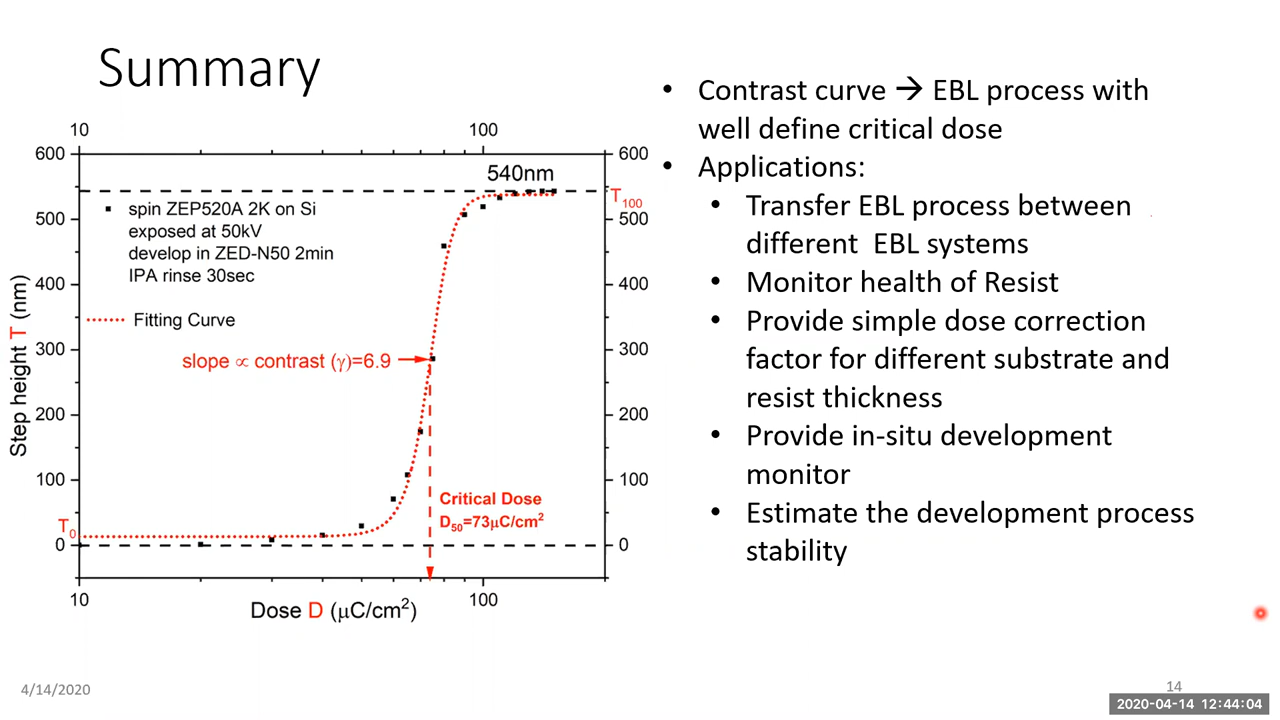 Summary
10 100
600 600
540nm
T100
500 500
spin ZEP520A 2K on Si
exposed at 50kV
develop in ZED-N50 2min
IPA rinse 30sec
400 400
Fitting Curve
300 300
slope ∝ contrast (γ)=6.9
200 200
100 100
Critical Dose
D50=73μC/cm²
T0
0 0
10 100
Step height T (nm)
Dose D (μC/cm²)
• Contrast curve → EBL process with
well define critical dose
• Applications:
• Transfer EBL process between
different  EBL systems
• Monitor health of Resist
• Provide simple dose correction
factor for different substrate and
resist thickness
• Provide in-situ development
monitor
• Estimate the development process
stability
4/14/2020
14
2020-04-14 12:44:04